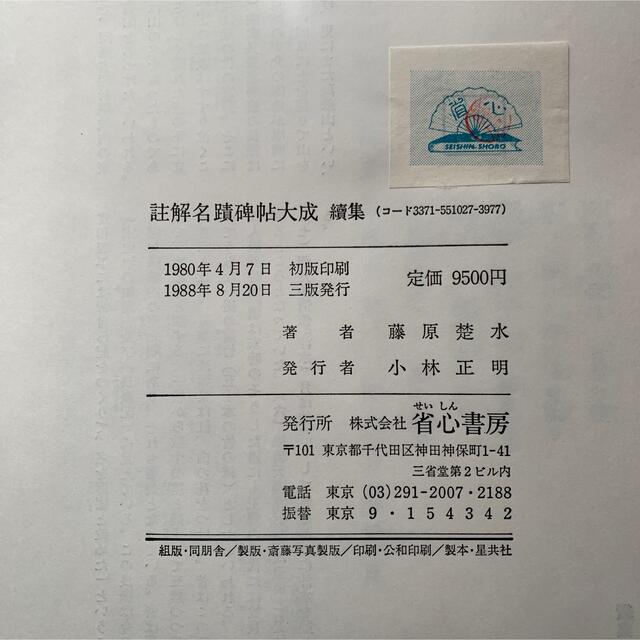 省心
SEISHIN SHOBO
註解名蹟碑帖大成 續集 (コード3371-551027-3977)
1980年4月7日 初版印刷
1988年8月20日 三版発行
定価 9500円
著者 藤原楚水
発行者 小林正明
せいしん
発行所 株式会社 省心書房
〒101 東京都千代田区神田神保町1-41
三省堂第2ビル内
電話 東京 (03)291-2007・2188
振替 東京 9・154342
組版・同朋舎/製版・斎藤写真製版/印刷・公和印刷/製本・星共社